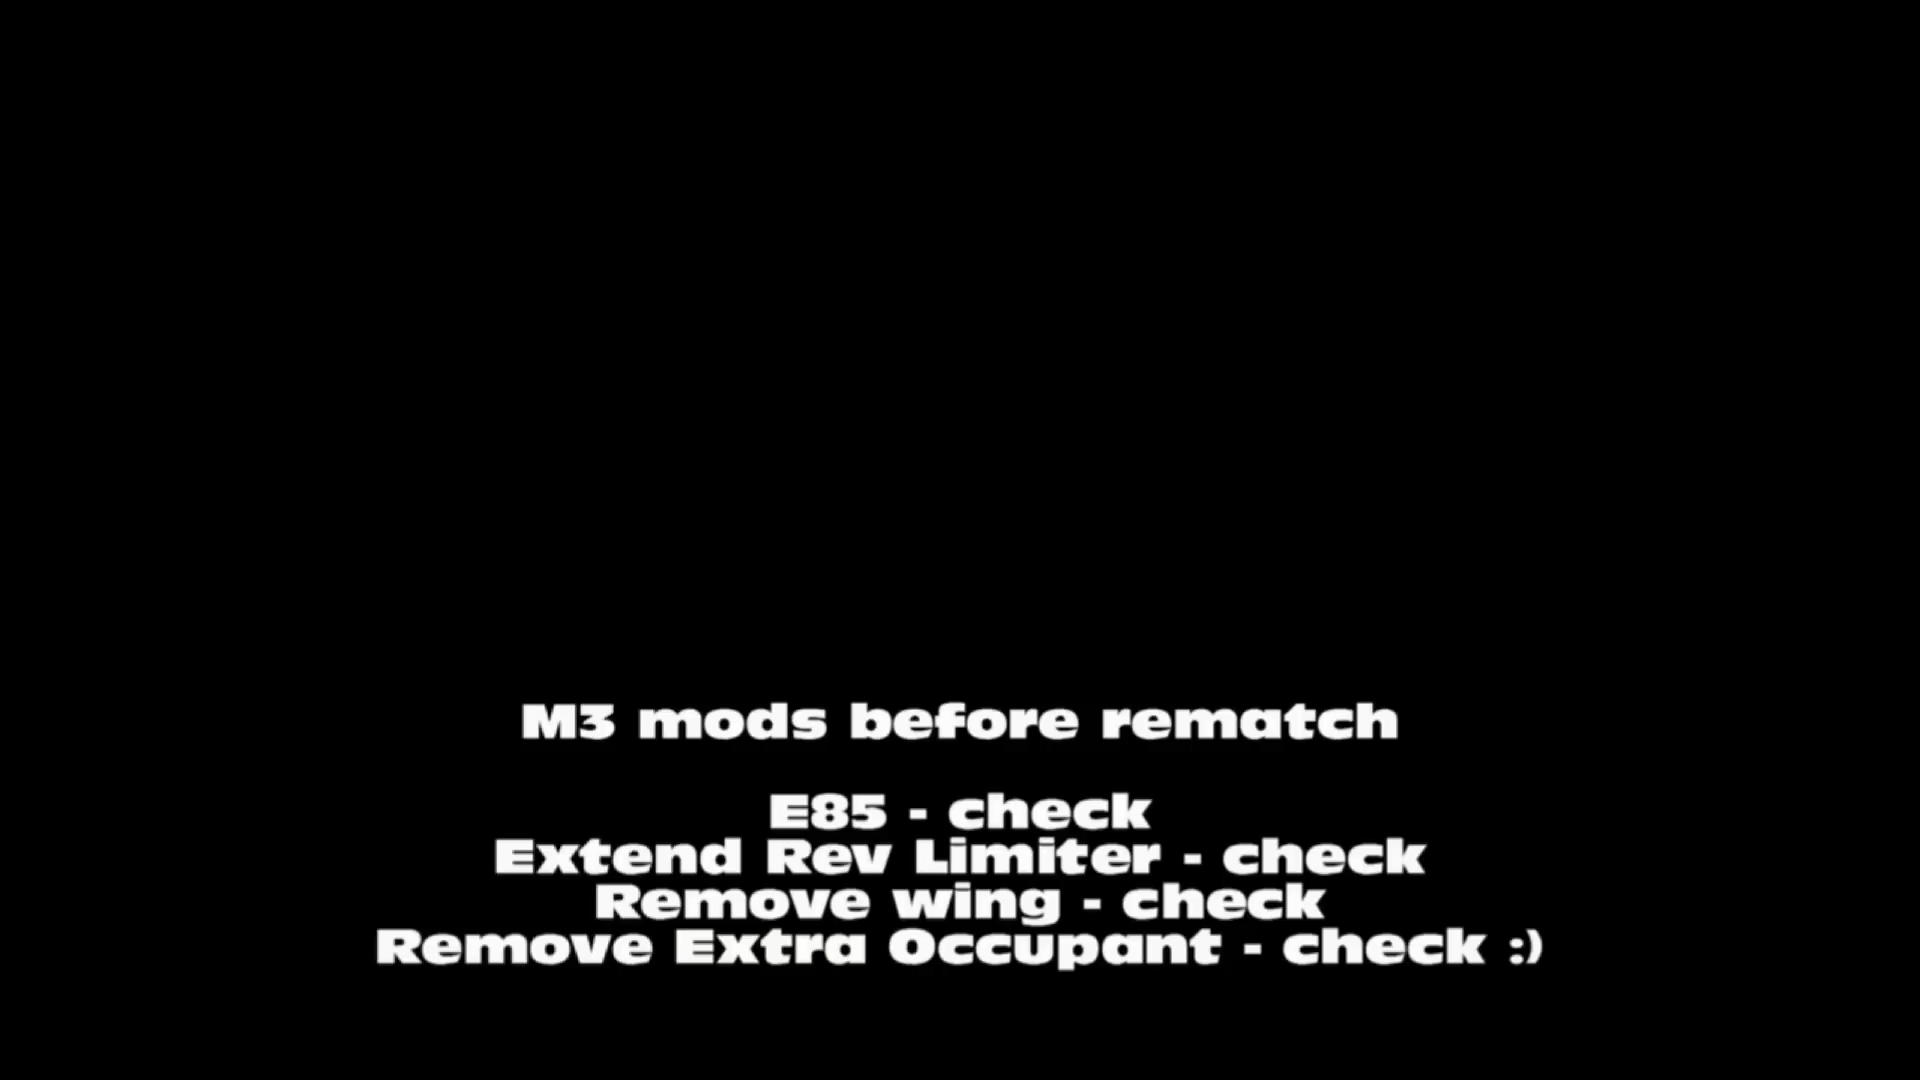 M3 mods before rematch
E85 - check
Extend Rev Limiter - check
Remove wing - check
Remove Extra Occupant - check :)